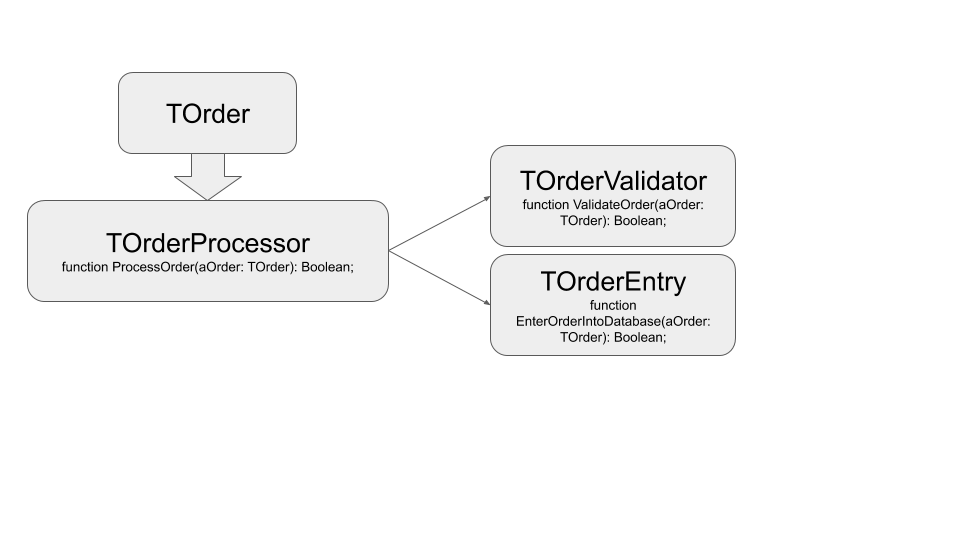 TOrder
TOrderProcessor
function ProcessOrder(aOrder: TOrder): Boolean;
TOrderValidator
function ValidateOrder(aOrder:
TOrder): Boolean;
TOrderEntry
function
EnterOrderIntoDatabase(aOrder:
TOrder): Boolean;